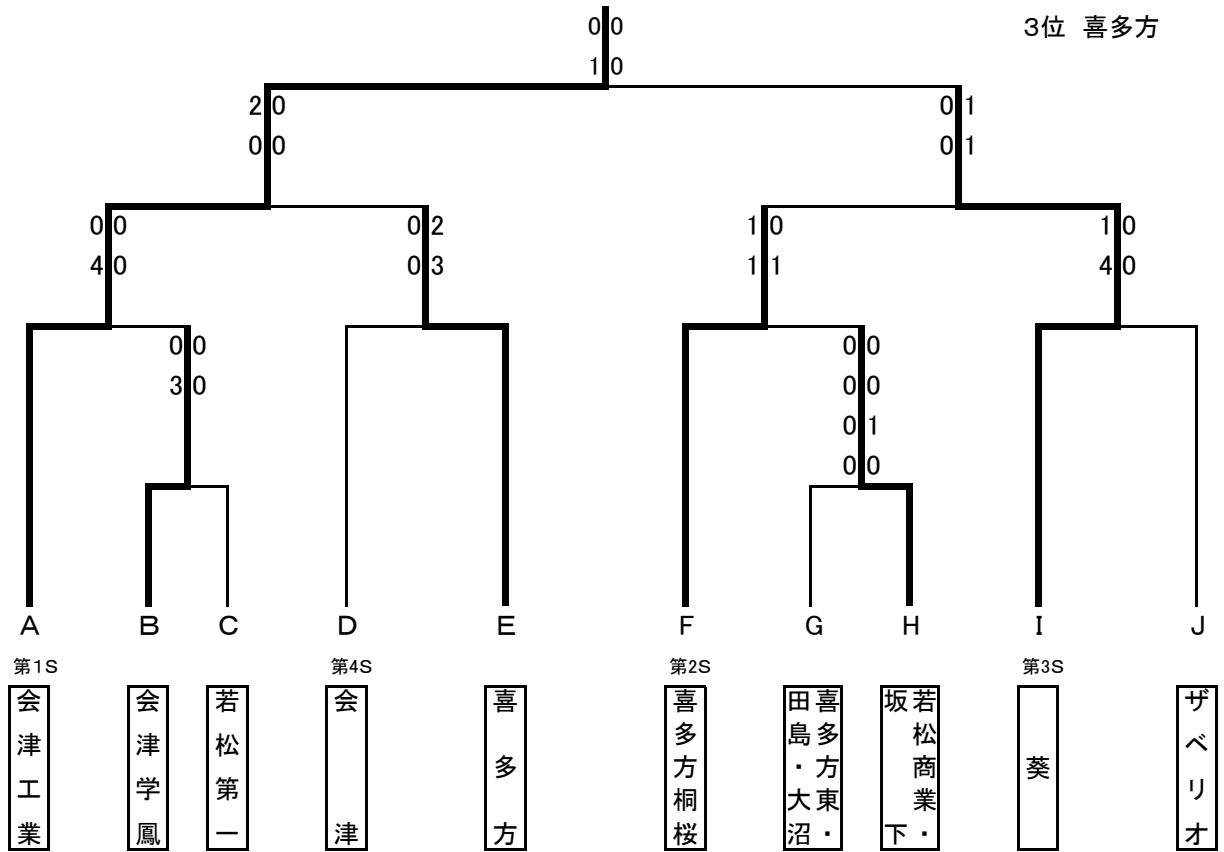 3位 喜多方
0 0
1 0
2 0
0 0
0 1
0 1
0 0
4 0
0 2
0 3
1 0
1 1
1 0
4 0
0 0
3 0
0 0
0 0
0 1
0 0
A B C D E F G H I J
第1S 第4S 第2S 第3S
会津工業
会津学鳳
若松第一
会津
喜多方
喜多方桐桜
喜多方東・
田島・大沼
若松商業・
坂下
葵
ザベリオ